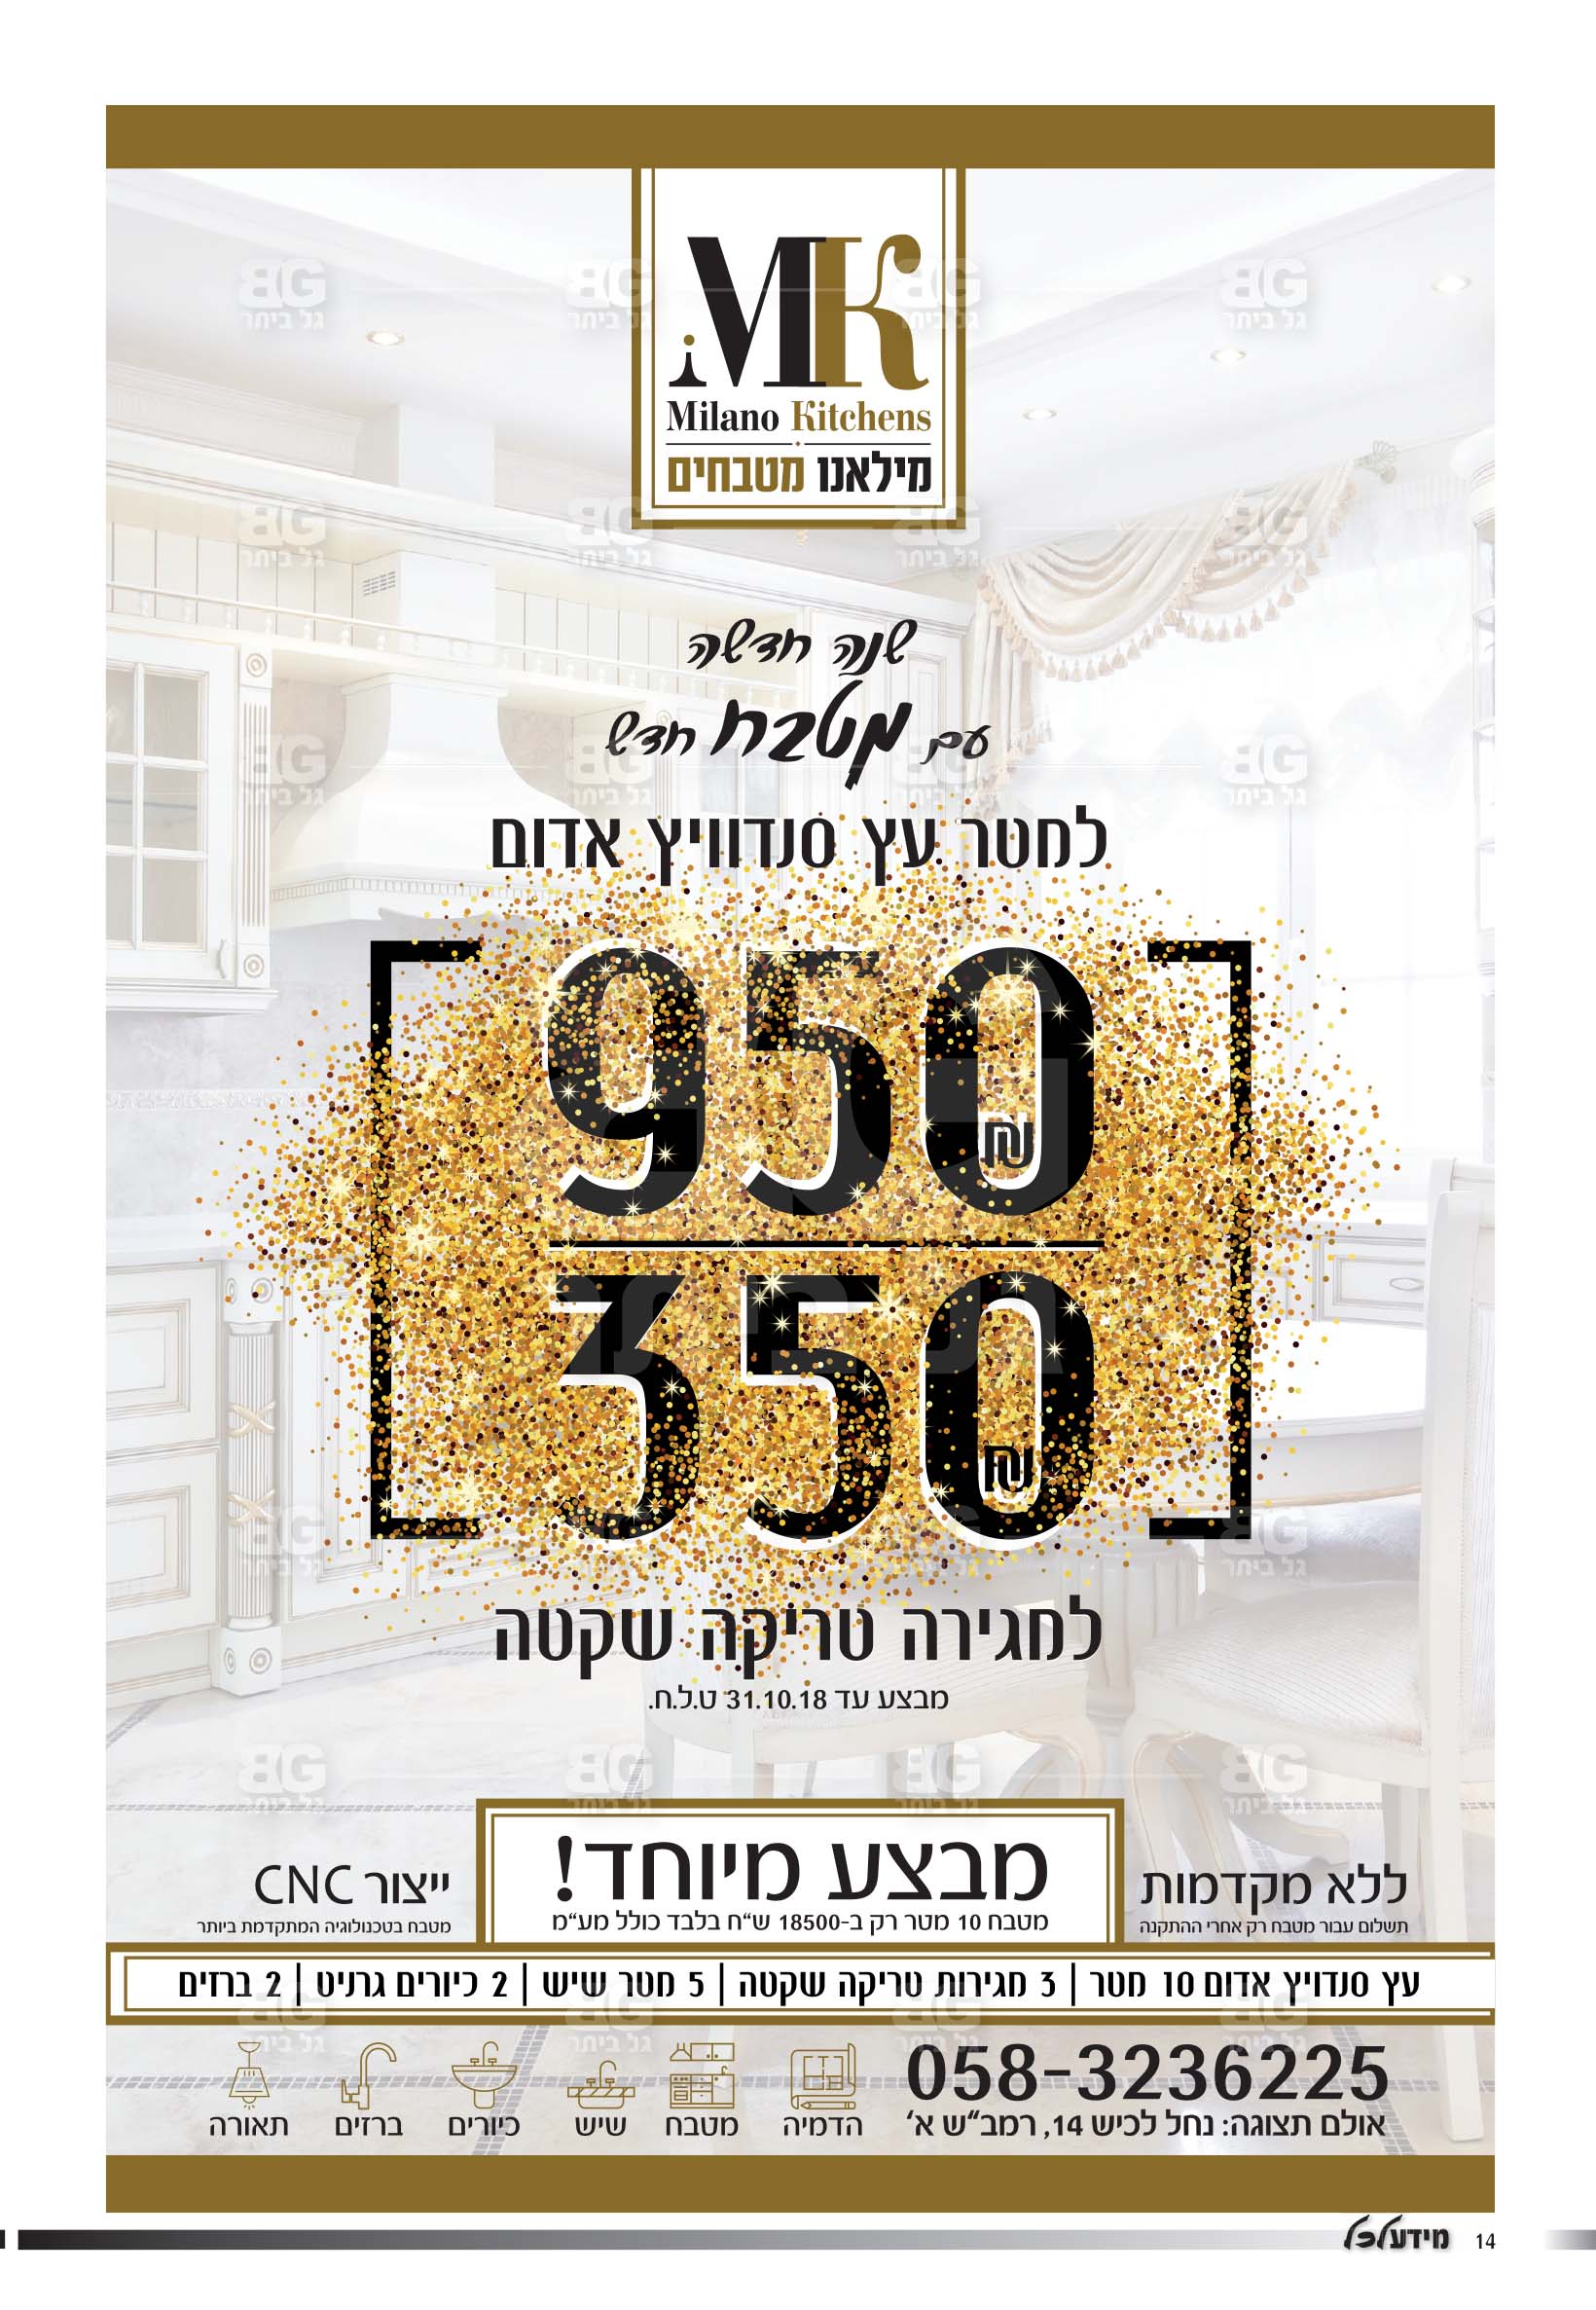 MK
Milano Kitchens
מילאנו מטבחים
שנה חדשה
עם מטבח חדש
למטר עץ סנדוויץ אדום
950 ₪
350 ₪
למגירה טריקה שקטה
מבצע עד 31.10.18 ט.ל.ח.
ללא מקדמות
תשלום עבור מטבח רק אחרי ההתקנה
מבצע מיוחד!
מטבח 10 מטר רק ב-18500 ש"ח בלבד כולל מע"מ
ייצור CNC
מטבח בטכנולוגיה המתקדמת ביותר
עץ סנדויץ אדום 10 מטר | 3 מגירות טריקה שקטה | 5 מטר שיש | 2 כיורים גרניט | 2 ברזים
058-3236225
אולם תצוגה: נחל לכיש 14, רמב"ש א'
הדמיה
מטבח
שיש
כיורים
ברזים
תאורה
BG
גל ביתר
14 מידע לכל